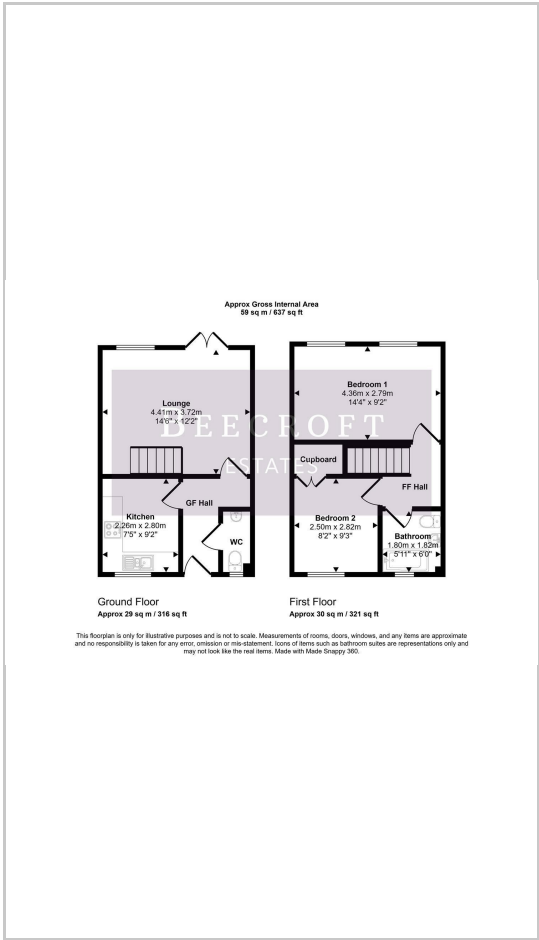 Approx Gross Internal Area
59 sq m / 637 sq ft
Lounge
4.41m x 3.72m
14'6" x 12'2"
Kitchen
2.26m x 2.80m
7'5" x 9'2"
GF Hall
WC
Bedroom 1
4.36m x 2.79m
14'4" x 9'2"
Cupboard
FF Hall
Bedroom 2
2.50m x 2.82m
8'2" x 9'3"
Bathroom
1.80m x 1.82m
5'11" x 6'0"
BEECROFT
ESTATES
Ground Floor
Approx 29 sq m / 316 sq ft
First Floor
Approx 30 sq m / 321 sq ft
This floorplan is only for illustrative purposes and is not to scale. Measurements of rooms, doors, windows, and any items are approximate
and no responsibility is taken for any error, omission or mis-statement. Icons of items such as bathroom suites are representations only and
may not look like the real items. Made with Made Snappy 360.